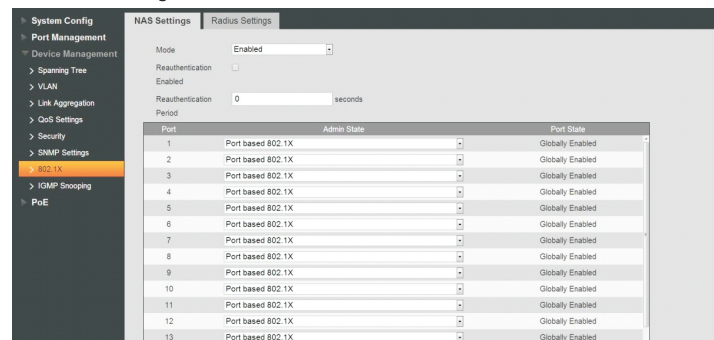 System Config
Port Management
Device Management
Spanning Tree
VLAN
Link Aggregation
QoS Settings
Security
SNMP Settings
802.1X
IGMP Snooping
PoE
NAS Settings Radius Settings
Mode Enabled
Reauthentication
Enabled
Reauthentication 0 seconds
Period
Port Admin State Port State
1 Port based 802.1X Globally Enabled
2 Port based 802.1X Globally Enabled
3 Port based 802.1X Globally Enabled
4 Port based 802.1X Globally Enabled
5 Port based 802.1X Globally Enabled
6 Port based 802.1X Globally Enabled
7 Port based 802.1X Globally Enabled
8 Port based 802.1X Globally Enabled
9 Port based 802.1X Globally Enabled
10 Port based 802.1X Globally Enabled
11 Port based 802.1X Globally Enabled
12 Port based 802.1X Globally Enabled
13 Port based 802.1X Globally Enabled